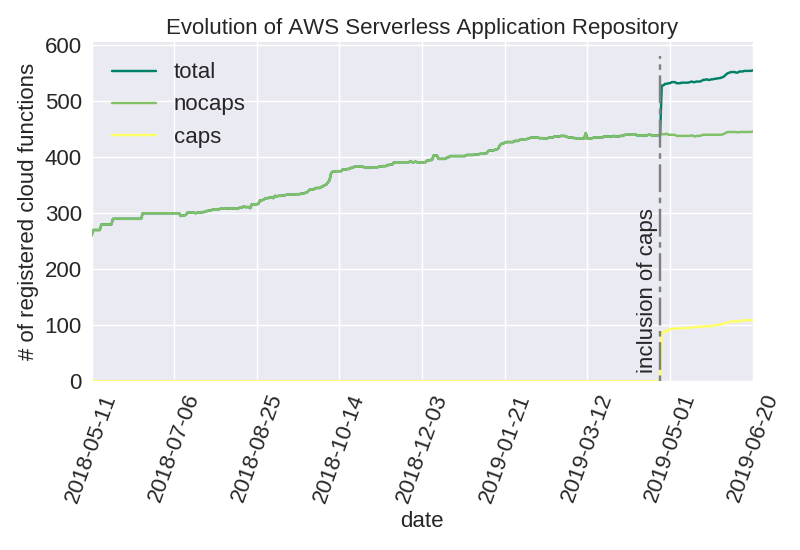 Evolution of AWS Serverless Application Repository
# of registered cloud functions
600
500
400
300
200
100
0
total
nocaps
caps
inclusion of caps
2018-05-11
2018-07-06
2018-08-25
2018-10-14
2018-12-03
2019-01-21
2019-03-12
2019-05-01
2019-06-20
date